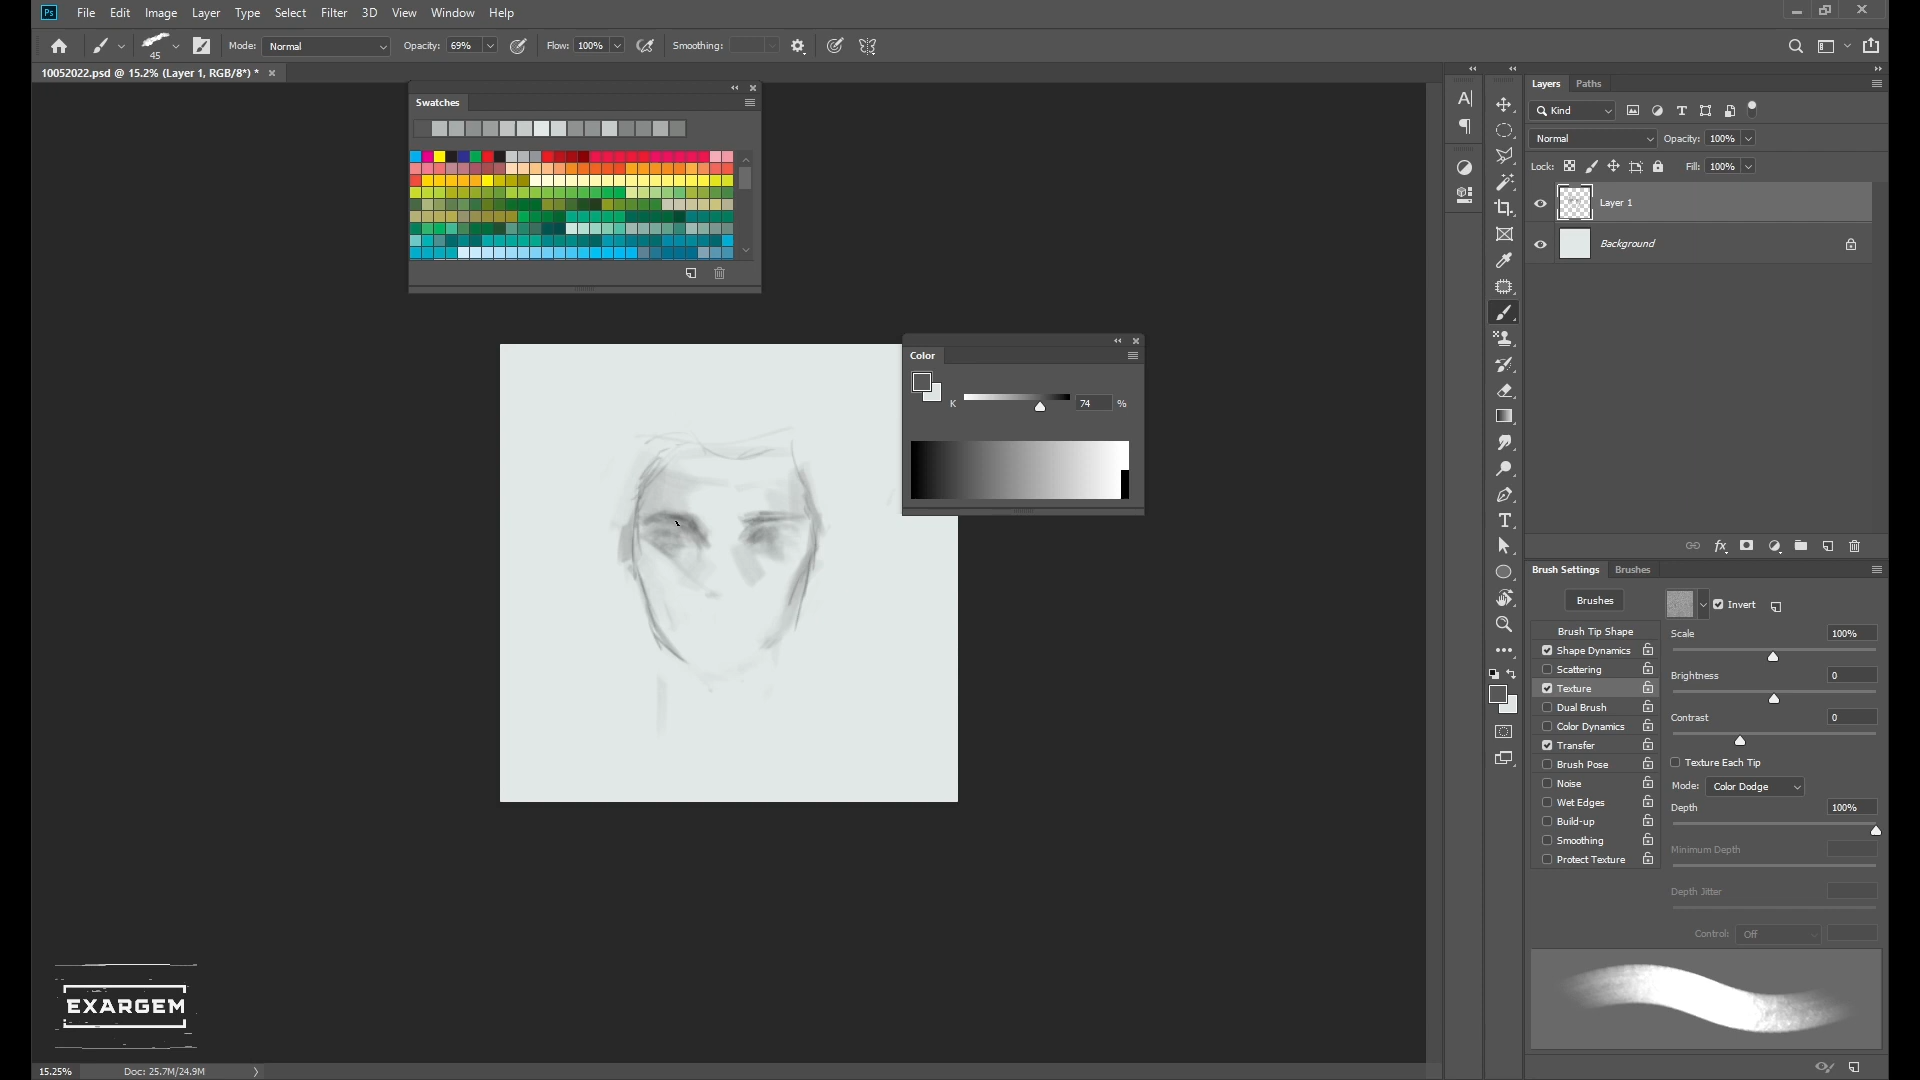 Ps File Edit Image Layer Type Select Filter 3D View Window Help
45 Mode: Normal Opacity: 69% Flow: 100% Smoothing:
10052022.psd @ 15.2% (Layer 1, RGB/8*) * ×
Swatches
Color
K 74 %
Layers Paths
Kind
Normal Opacity: 100%
Lock: Fill: 100%
Layer 1
Background
Brush Settings Brushes
Brushes Invert
Brush Tip Shape
Shape Dynamics
Scattering
Texture
Dual Brush
Color Dynamics
Transfer
Brush Pose
Noise
Wet Edges
Build-up
Smoothing
Protect Texture
Scale 100%
Brightness 0
Contrast 0
Texture Each Tip
Mode: Color Dodge
Depth 100%
Minimum Depth
Depth Jitter
Control: Off
EXARGEM
15.25% Doc: 25.7M/24.9M